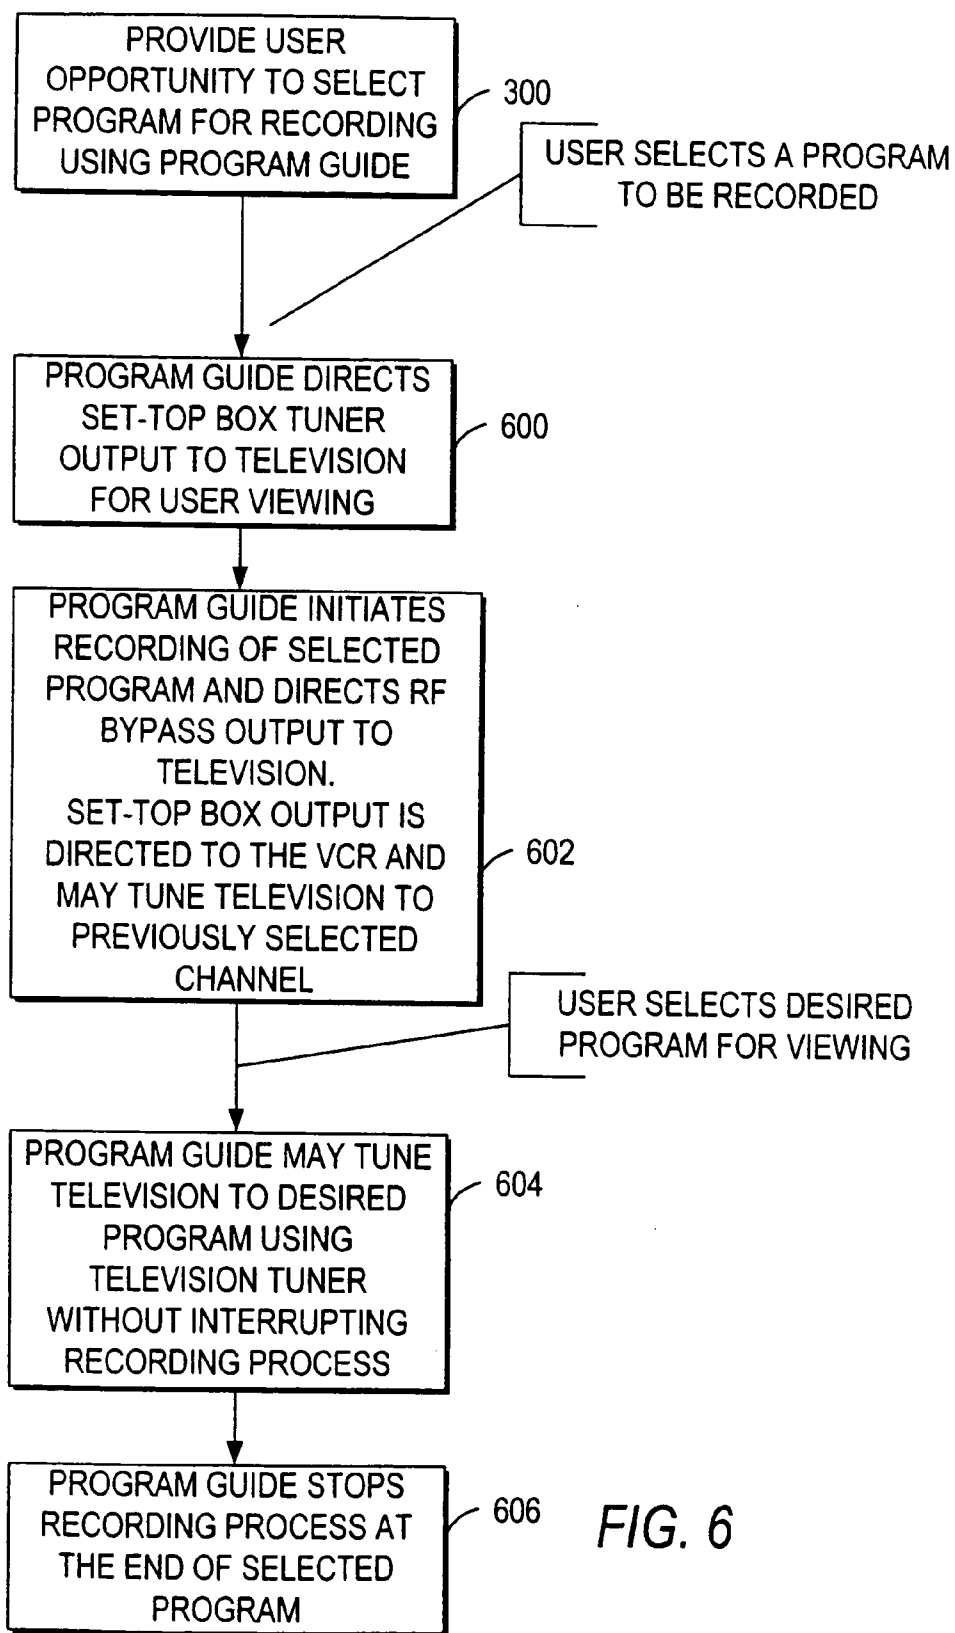 PROVIDE USER
OPPORTUNITY TO SELECT
PROGRAM FOR RECORDING
USING PROGRAM GUIDE
300
USER SELECTS A PROGRAM
TO BE RECORDED
PROGRAM GUIDE DIRECTS
SET-TOP BOX TUNER
OUTPUT TO TELEVISION
FOR USER VIEWING
600
PROGRAM GUIDE INITIATES
RECORDING OF SELECTED
PROGRAM AND DIRECTS RF
BYPASS OUTPUT TO
TELEVISION.
SET-TOP BOX OUTPUT IS
DIRECTED TO THE VCR AND
MAY TUNE TELEVISION TO
PREVIOUSLY SELECTED
CHANNEL
602
USER SELECTS DESIRED
PROGRAM FOR VIEWING
PROGRAM GUIDE MAY TUNE
TELEVISION TO DESIRED
PROGRAM USING
TELEVISION TUNER
WITHOUT INTERRUPTING
RECORDING PROCESS
604
PROGRAM GUIDE STOPS
RECORDING PROCESS AT
THE END OF SELECTED
PROGRAM
606
FIG. 6